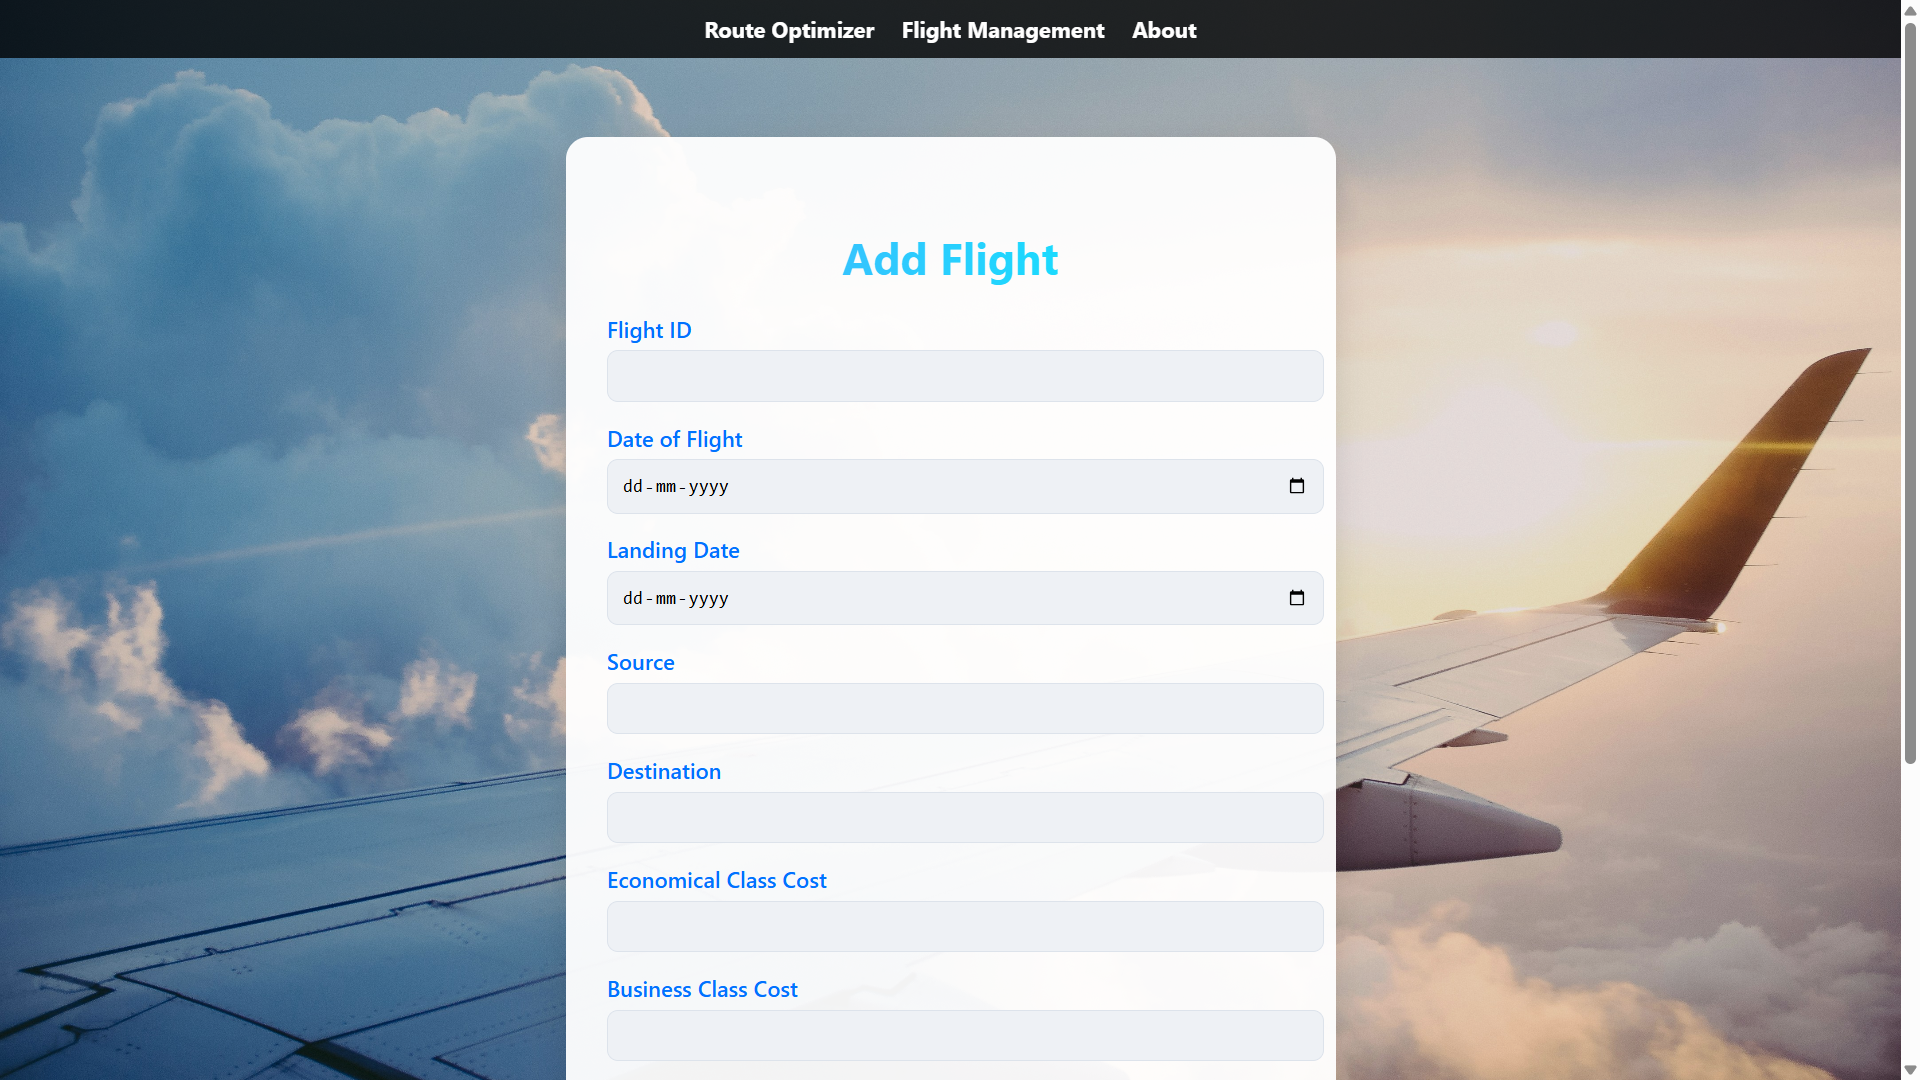 Route Optimizer Flight Management About
Add Flight
Flight ID
Date of Flight
dd-mm-yyyy
Landing Date
dd-mm-yyyy
Source
Destination
Economical Class Cost
Business Class Cost